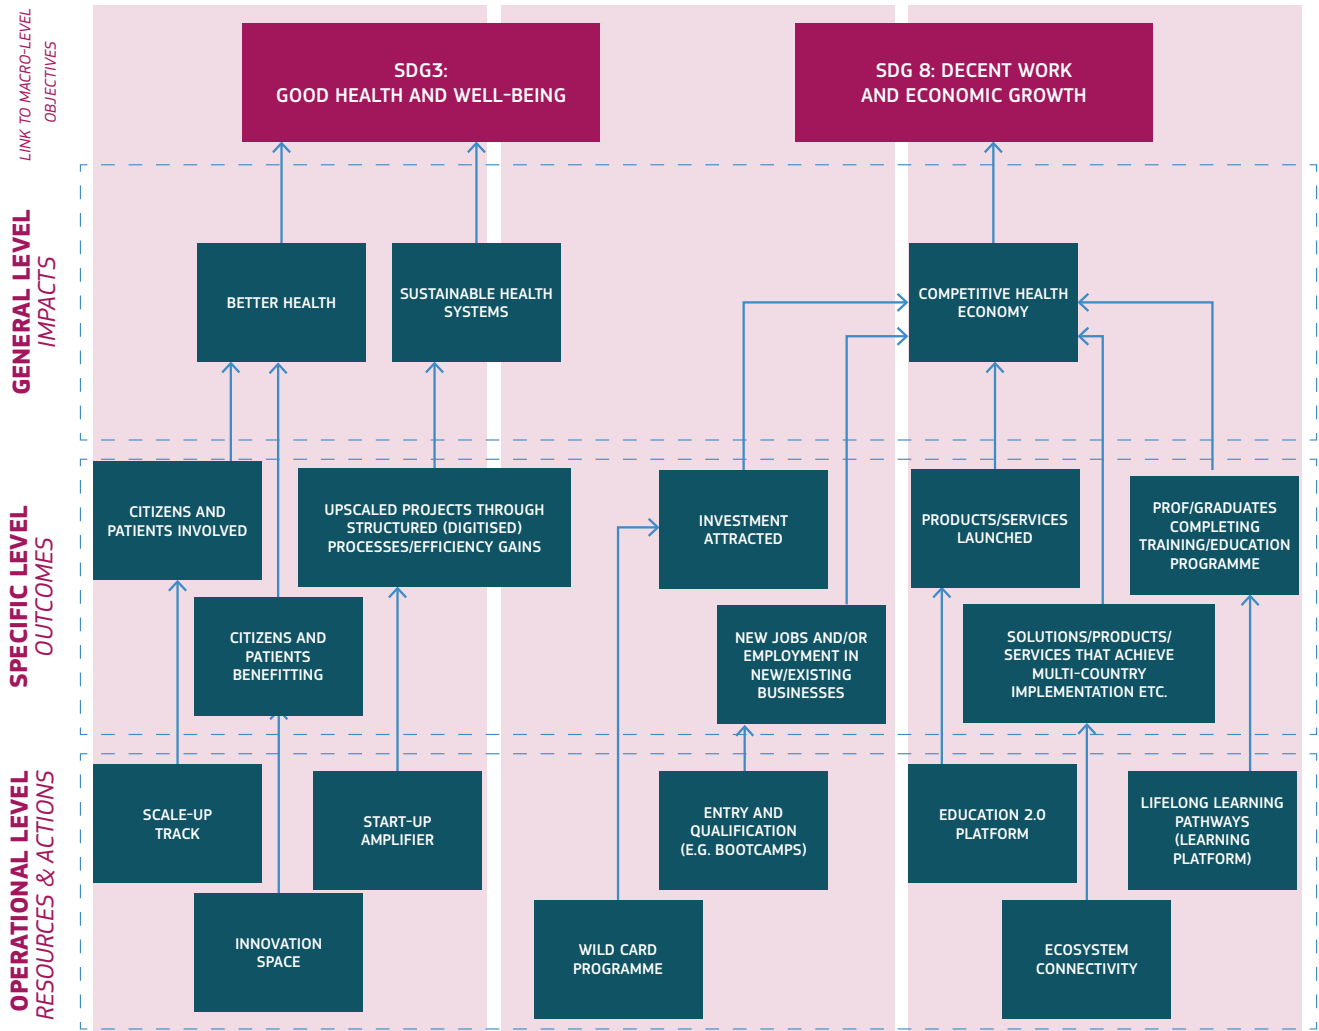 LINK TO MACRO-LEVEL
OBJECTIVES
SDG3:
GOOD HEALTH AND WELL-BEING
SDG 8: DECENT WORK
AND ECONOMIC GROWTH
GENERAL LEVEL
IMPACTS
BETTER HEALTH
SUSTAINABLE HEALTH
SYSTEMS
COMPETITIVE HEALTH
ECONOMY
SPECIFIC LEVEL
OUTCOMES
CITIZENS AND
PATIENTS INVOLVED
UPSCALED PROJECTS THROUGH
STRUCTURED (DIGITISED)
PROCESSES/EFFICIENCY GAINS
INVESTMENT
ATTRACTED
PRODUCTS/SERVICES
LAUNCHED
PROF/GRADUATES
COMPLETING
TRAINING/EDUCATION
PROGRAMME
CITIZENS AND
PATIENTS
BENEFITTING
NEW JOBS AND/OR
EMPLOYMENT IN
NEW/EXISTING
BUSINESSES
SOLUTIONS/PRODUCTS/
SERVICES THAT ACHIEVE
MULTI-COUNTRY
IMPLEMENTATION ETC.
OPERATIONAL LEVEL
RESOURCES & ACTIONS
SCALE-UP
TRACK
START-UP
AMPLIFIER
ENTRY AND
QUALIFICATION
(E.G. BOOTCAMPS)
EDUCATION 2.0
PLATFORM
LIFELONG LEARNING
PATHWAYS
(LEARNING
PLATFORM)
INNOVATION
SPACE
WILD CARD
PROGRAMME
ECOSYSTEM
CONNECTIVITY